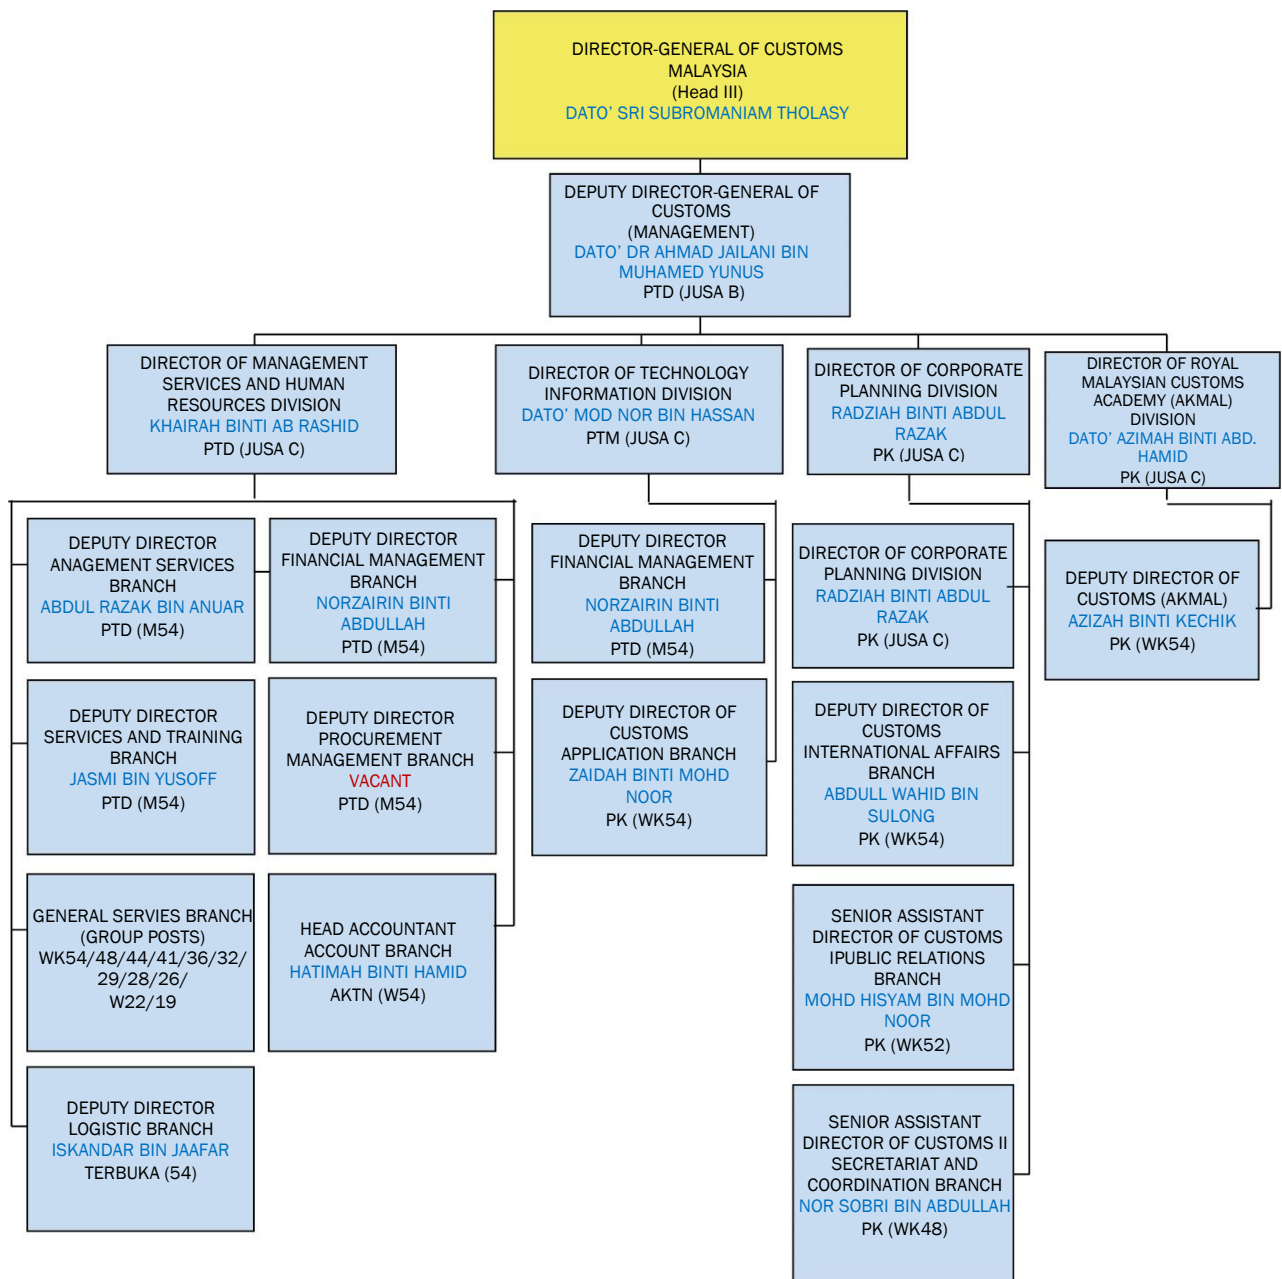 DIRECTOR-GENERAL OF CUSTOMS
MALAYSIA
(Head III)
DATO’ SRI SUBROMANIAM THOLASY
DEPUTY DIRECTOR-GENERAL OF
CUSTOMS
(MANAGEMENT)
DATO’ DR AHMAD JAILANI BIN
MUHAMED YUNUS
PTD (JUSA B)
DIRECTOR OF MANAGEMENT
SERVICES AND HUMAN
RESOURCES DIVISION
KHAIRAH BINTI AB RASHID
PTD (JUSA C)
DIRECTOR OF TECHNOLOGY
INFORMATION DIVISION
DATO’ MOD NOR BIN HASSAN
PTM (JUSA C)
DIRECTOR OF CORPORATE
PLANNING DIVISION
RADZIAH BINTI ABDUL
RAZAK
PK (JUSA C)
DIRECTOR OF ROYAL
MALAYSIAN CUSTOMS
ACADEMY (AKMAL)
DIVISION
DATO’ AZIMAH BINTI ABD.
HAMID
PK (JUSA C)
DEPUTY DIRECTOR
ANAGEMENT SERVICES
BRANCH
ABDUL RAZAK BIN ANUAR
PTD (M54)
DEPUTY DIRECTOR
FINANCIAL MANAGEMENT
BRANCH
NORZAIRIN BINTI
ABDULLAH
PTD (M54)
DEPUTY DIRECTOR
FINANCIAL MANAGEMENT
BRANCH
NORZAIRIN BINTI
ABDULLAH
PTD (M54)
DIRECTOR OF CORPORATE
PLANNING DIVISION
RADZIAH BINTI ABDUL
RAZAK
PK (JUSA C)
DEPUTY DIRECTOR OF
CUSTOMS (AKMAL)
AZIZAH BINTI KECHIK
PK (WK54)
DEPUTY DIRECTOR
SERVICES AND TRAINING
BRANCH
JASMI BIN YUSOFF
PTD (M54)
DEPUTY DIRECTOR
PROCUREMENT
MANAGEMENT BRANCH
VACANT
PTD (M54)
DEPUTY DIRECTOR OF
CUSTOMS
APPLICATION BRANCH
ZAIDAH BINTI MOHD
NOOR
PK (WK54)
DEPUTY DIRECTOR OF
CUSTOMS
INTERNATIONAL AFFAIRS
BRANCH
ABDULL WAHID BIN
SULONG
PK (WK54)
GENERAL SERVIES BRANCH
(GROUP POSTS)
WK54/48/44/41/36/32/
29/28/26/
W22/19
HEAD ACCOUNTANT
ACCOUNT BRANCH
HATIMAH BINTI HAMID
AKTN (W54)
SENIOR ASSISTANT
DIRECTOR OF CUSTOMS
IPUBLIC RELATIONS
BRANCH
MOHD HISYAM BIN MOHD
NOOR
PK (WK52)
DEPUTY DIRECTOR
LOGISTIC BRANCH
ISKANDAR BIN JAAFAR
TERBUKA (54)
SENIOR ASSISTANT
DIRECTOR OF CUSTOMS II
SECRETARIAT AND
COORDINATION BRANCH
NOR SOBRI BIN ABDULLAH
PK (WK48)